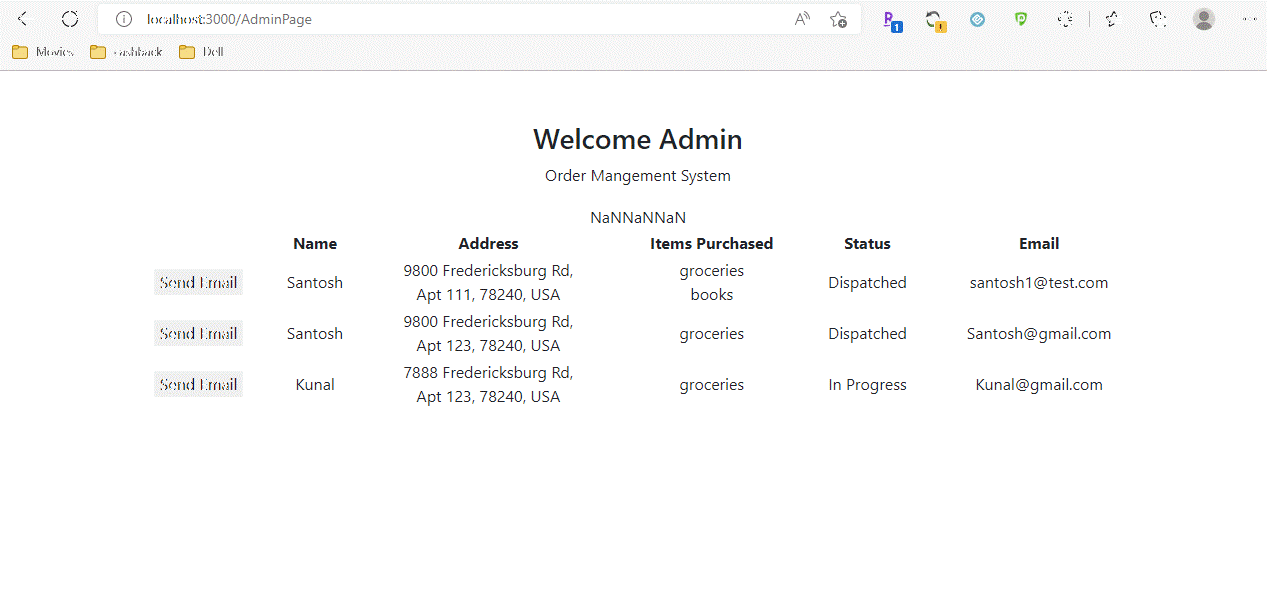 localhost:3000/AdminPage
Movies
Cashback
Dell
Welcome Admin
Order Mangement System
NaNNaNNaN
Name Address Items Purchased Status Email
Send Email Santosh 9800 Fredericksburg Rd, Apt 111, 78240, USA groceries books Dispatched santosh1@test.com
Send Email Santosh 9800 Fredericksburg Rd, Apt 123, 78240, USA groceries Dispatched Santosh@gmail.com
Send Email Kunal 7888 Fredericksburg Rd, Apt 123, 78240, USA groceries In Progress Kunal@gmail.com